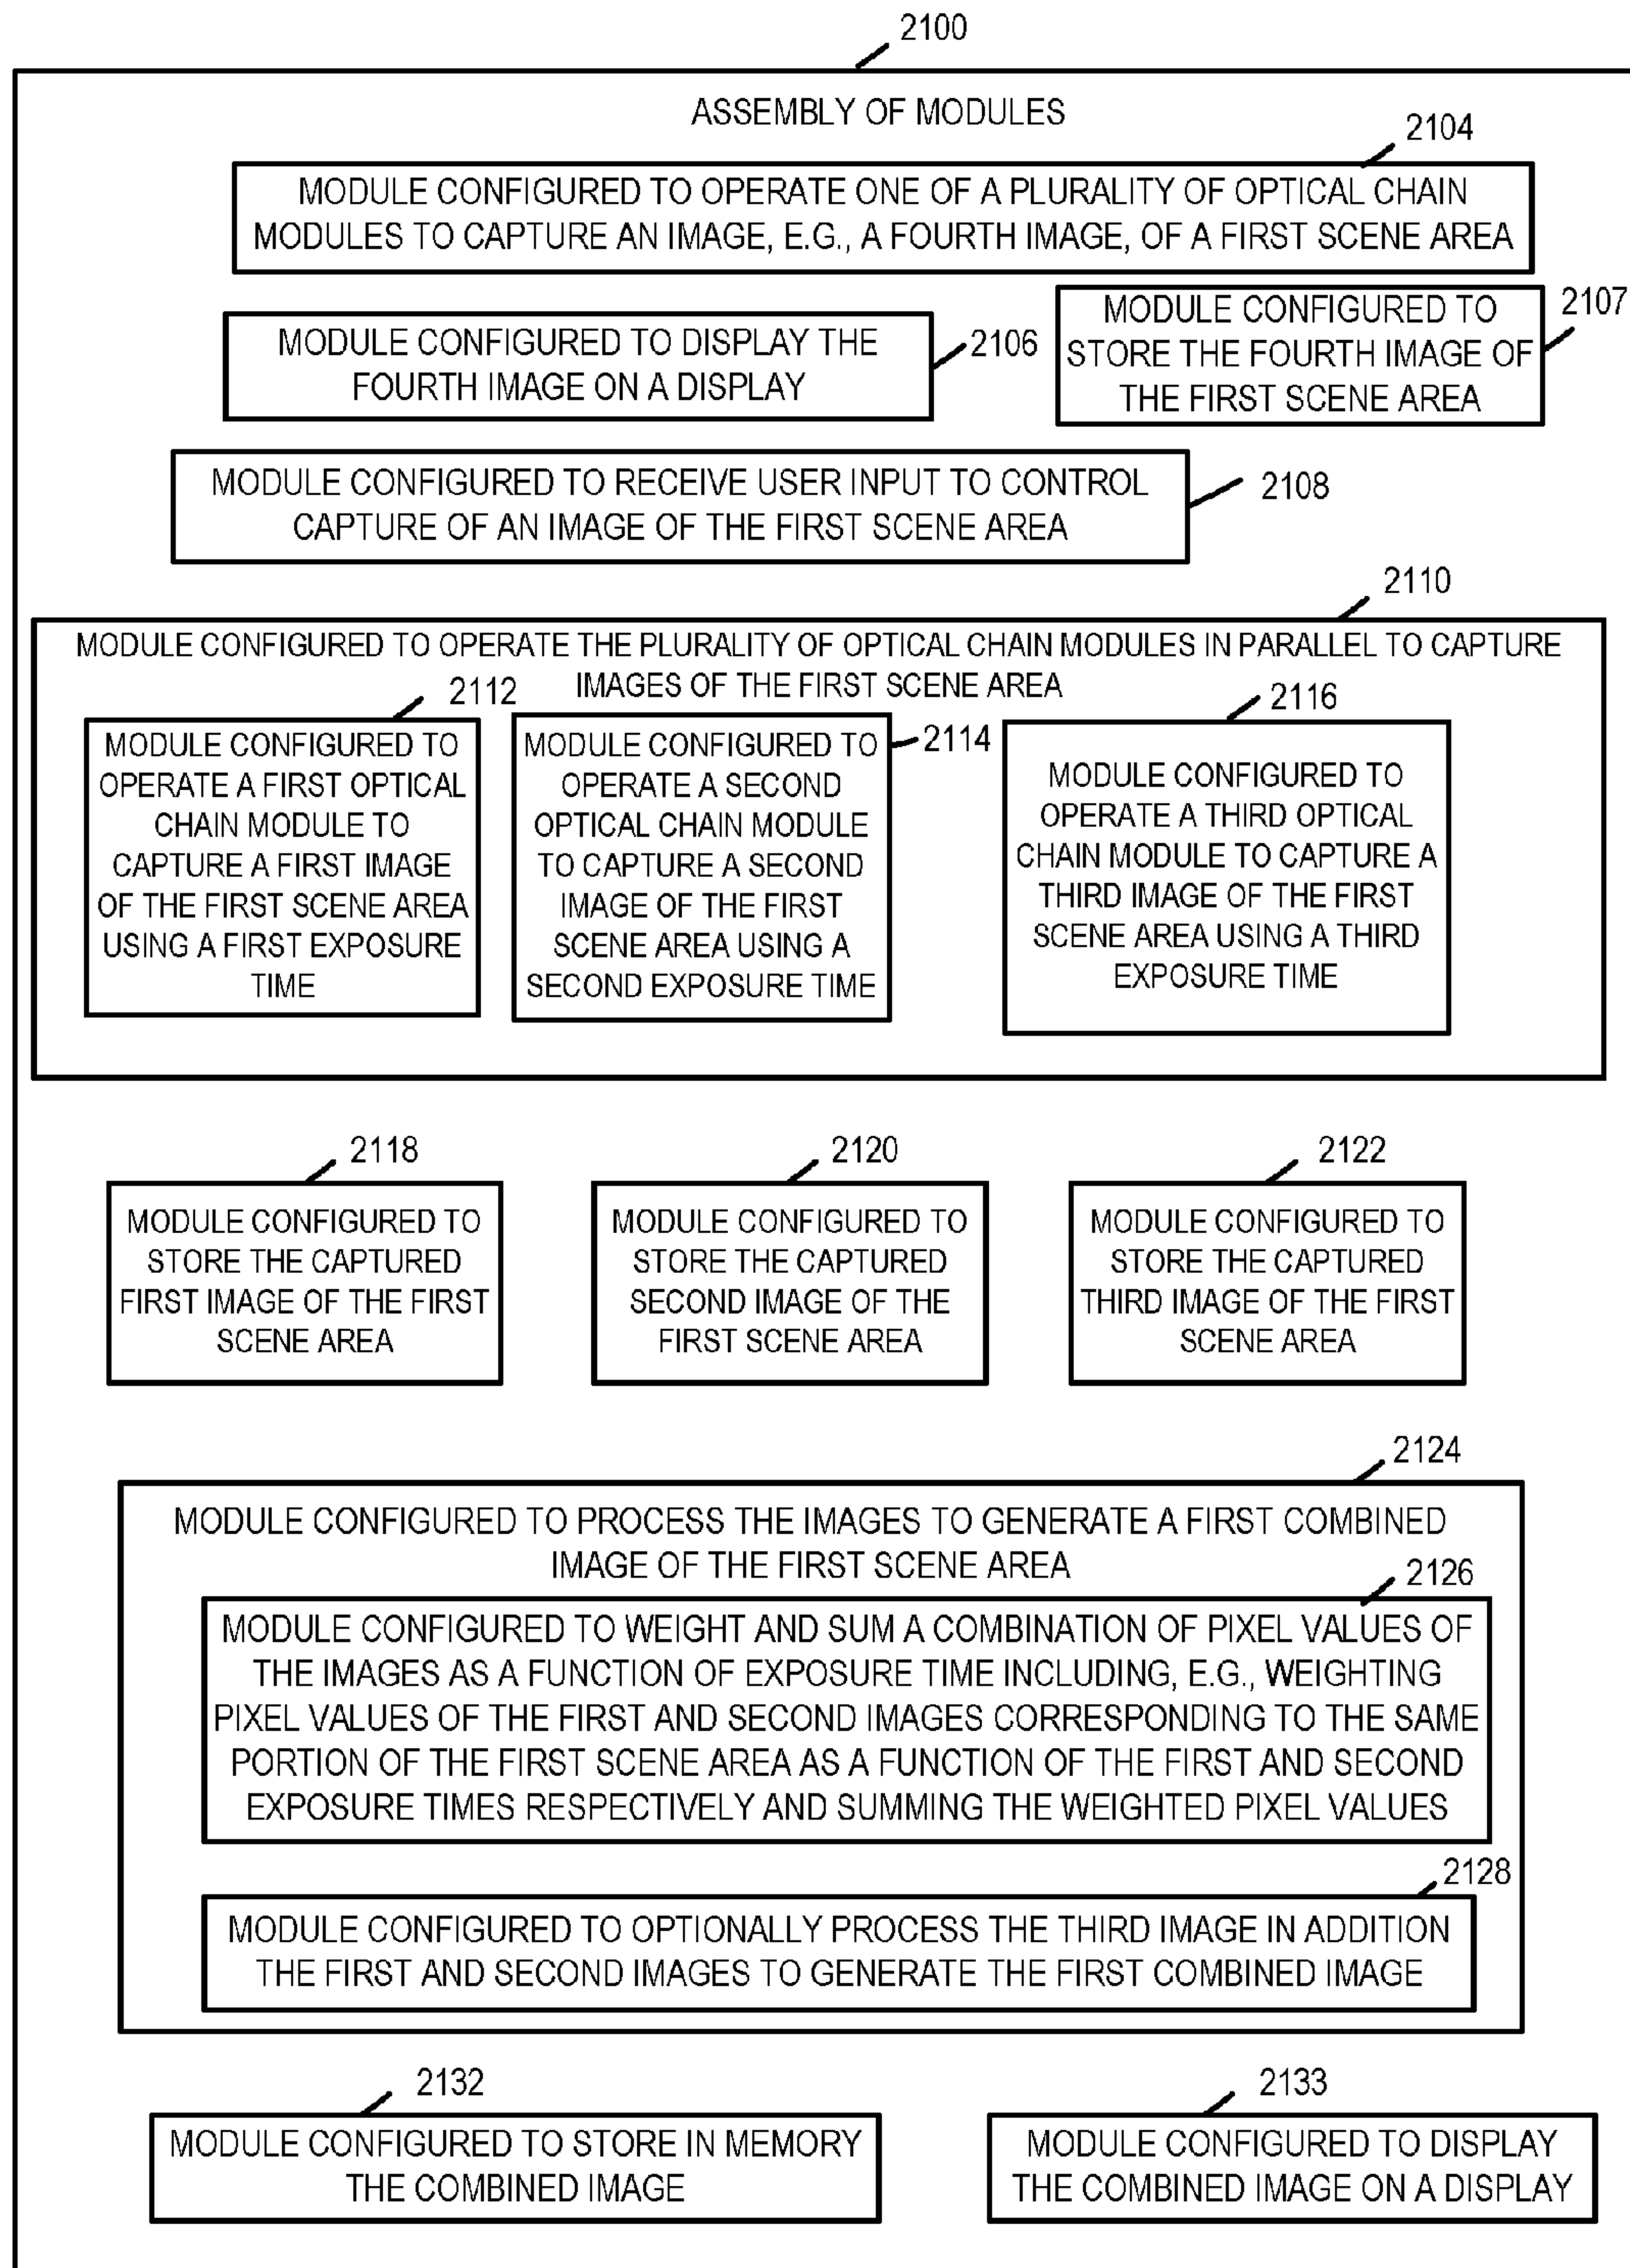 2100
ASSEMBLY OF MODULES
2104
MODULE CONFIGURED TO OPERATE ONE OF A PLURALITY OF OPTICAL CHAIN
MODULES TO CAPTURE AN IMAGE, E.G., A FOURTH IMAGE, OF A FIRST SCENE AREA
MODULE CONFIGURED TO DISPLAY THE
FOURTH IMAGE ON A DISPLAY
2106
MODULE CONFIGURED TO
STORE THE FOURTH IMAGE OF
THE FIRST SCENE AREA
2107
MODULE CONFIGURED TO RECEIVE USER INPUT TO CONTROL
CAPTURE OF AN IMAGE OF THE FIRST SCENE AREA
2108
2110
MODULE CONFIGURED TO OPERATE THE PLURALITY OF OPTICAL CHAIN MODULES IN PARALLEL TO CAPTURE
IMAGES OF THE FIRST SCENE AREA
2112
MODULE CONFIGURED TO
OPERATE A FIRST OPTICAL
CHAIN MODULE TO
CAPTURE A FIRST IMAGE
OF THE FIRST SCENE AREA
USING A FIRST EXPOSURE
TIME
2114
MODULE CONFIGURED TO
OPERATE A SECOND
OPTICAL CHAIN MODULE
TO CAPTURE A SECOND
IMAGE OF THE FIRST
SCENE AREA USING A
SECOND EXPOSURE TIME
2116
MODULE CONFIGURED TO
OPERATE A THIRD OPTICAL
CHAIN MODULE TO CAPTURE A
THIRD IMAGE OF THE FIRST
SCENE AREA USING A THIRD
EXPOSURE TIME
2118
MODULE CONFIGURED TO
STORE THE CAPTURED
FIRST IMAGE OF THE FIRST
SCENE AREA
2120
MODULE CONFIGURED TO
STORE THE CAPTURED
SECOND IMAGE OF THE
FIRST SCENE AREA
2122
MODULE CONFIGURED TO
STORE THE CAPTURED
THIRD IMAGE OF THE FIRST
SCENE AREA
2124
MODULE CONFIGURED TO PROCESS THE IMAGES TO GENERATE A FIRST COMBINED
IMAGE OF THE FIRST SCENE AREA
2126
MODULE CONFIGURED TO WEIGHT AND SUM A COMBINATION OF PIXEL VALUES OF
THE IMAGES AS A FUNCTION OF EXPOSURE TIME INCLUDING, E.G., WEIGHTING
PIXEL VALUES OF THE FIRST AND SECOND IMAGES CORRESPONDING TO THE SAME
PORTION OF THE FIRST SCENE AREA AS A FUNCTION OF THE FIRST AND SECOND
EXPOSURE TIMES RESPECTIVELY AND SUMMING THE WEIGHTED PIXEL VALUES
2128
MODULE CONFIGURED TO OPTIONALLY PROCESS THE THIRD IMAGE IN ADDITION
THE FIRST AND SECOND IMAGES TO GENERATE THE FIRST COMBINED IMAGE
2132
MODULE CONFIGURED TO STORE IN MEMORY
THE COMBINED IMAGE
2133
MODULE CONFIGURED TO DISPLAY
THE COMBINED IMAGE ON A DISPLAY